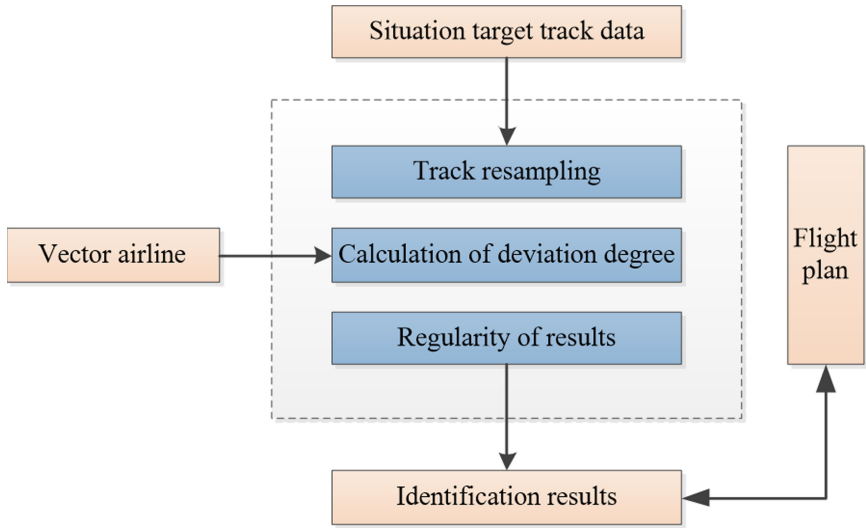 Situation target track data
Track resampling
Vector airline
Calculation of deviation degree
Flight
plan
Regularity of results
Identification results